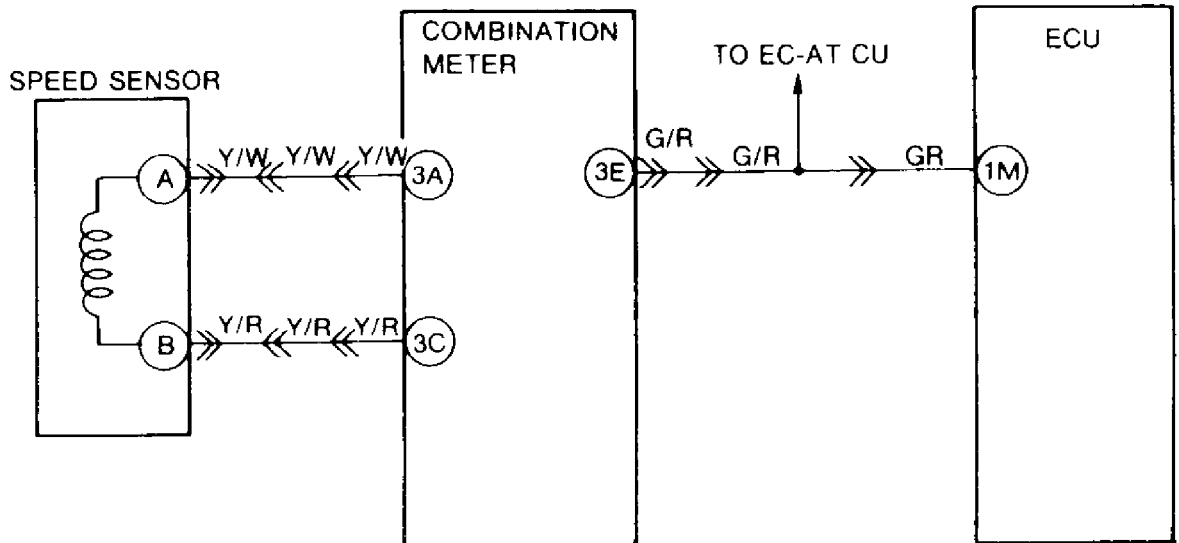 COMBINATION
METER
ECU
TO EC-AT CU
SPEED SENSOR
A
Y/W
Y/W
Y/W
3A
3E
G/R
G/R
GR
1M
B
Y/R
Y/R
Y/R
3C